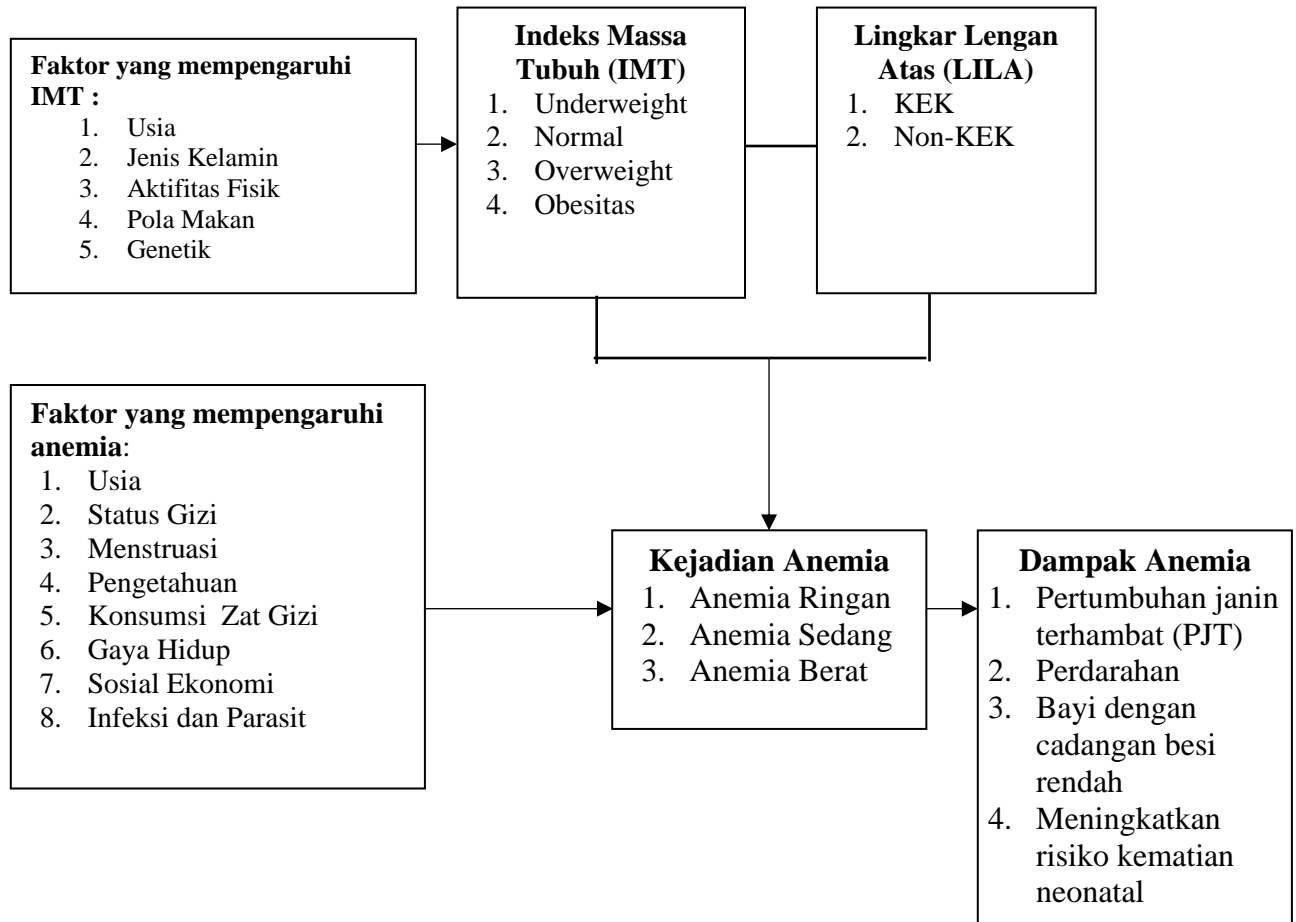 Faktor yang mempengaruhi
IMT :
1. Usia
2. Jenis Kelamin
3. Aktifitas Fisik
4. Pola Makan
5. Genetik
Indeks Massa
Tubuh (IMT)
1. Underweight
2. Normal
3. Overweight
4. Obesitas
Lingkar Lengan
Atas (LILA)
1. KEK
2. Non-KEK
Faktor yang mempengaruhi
anemia:
1. Usia
2. Status Gizi
3. Menstruasi
4. Pengetahuan
5. Konsumsi Zat Gizi
6. Gaya Hidup
7. Sosial Ekonomi
8. Infeksi dan Parasit
Kejadian Anemia
1. Anemia Ringan
2. Anemia Sedang
3. Anemia Berat
Dampak Anemia
1. Pertumbuhan janin
terhambat (PJT)
2. Perdarahan
3. Bayi dengan
cadangan besi
rendah
4. Meningkatkan
risiko kematian
neonatal